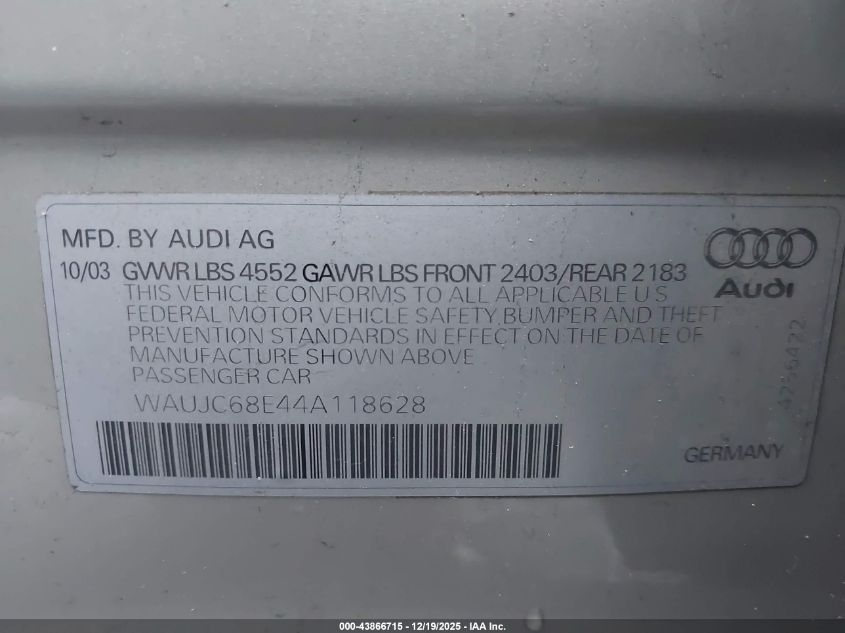 MFD. BY AUDI AG
10/03 GVWR LBS 4552 GAWR LBS FRONT 2403/REAR 2183
THIS VEHICLE CONFORMS TO ALL APPLICABLE U S
FEDERAL MOTOR VEHICLE SAFETY,BUMPER AND THEFT
PREVENTION STANDARDS IN EFFECT ON THE DATE OF
MANUFACTURE SHOWN ABOVE
PASSENGER CAR
WAUJC68E44A118628
Audi
4256422
GERMANY
000-43866715 - 12/19/2025 - IAA Inc.